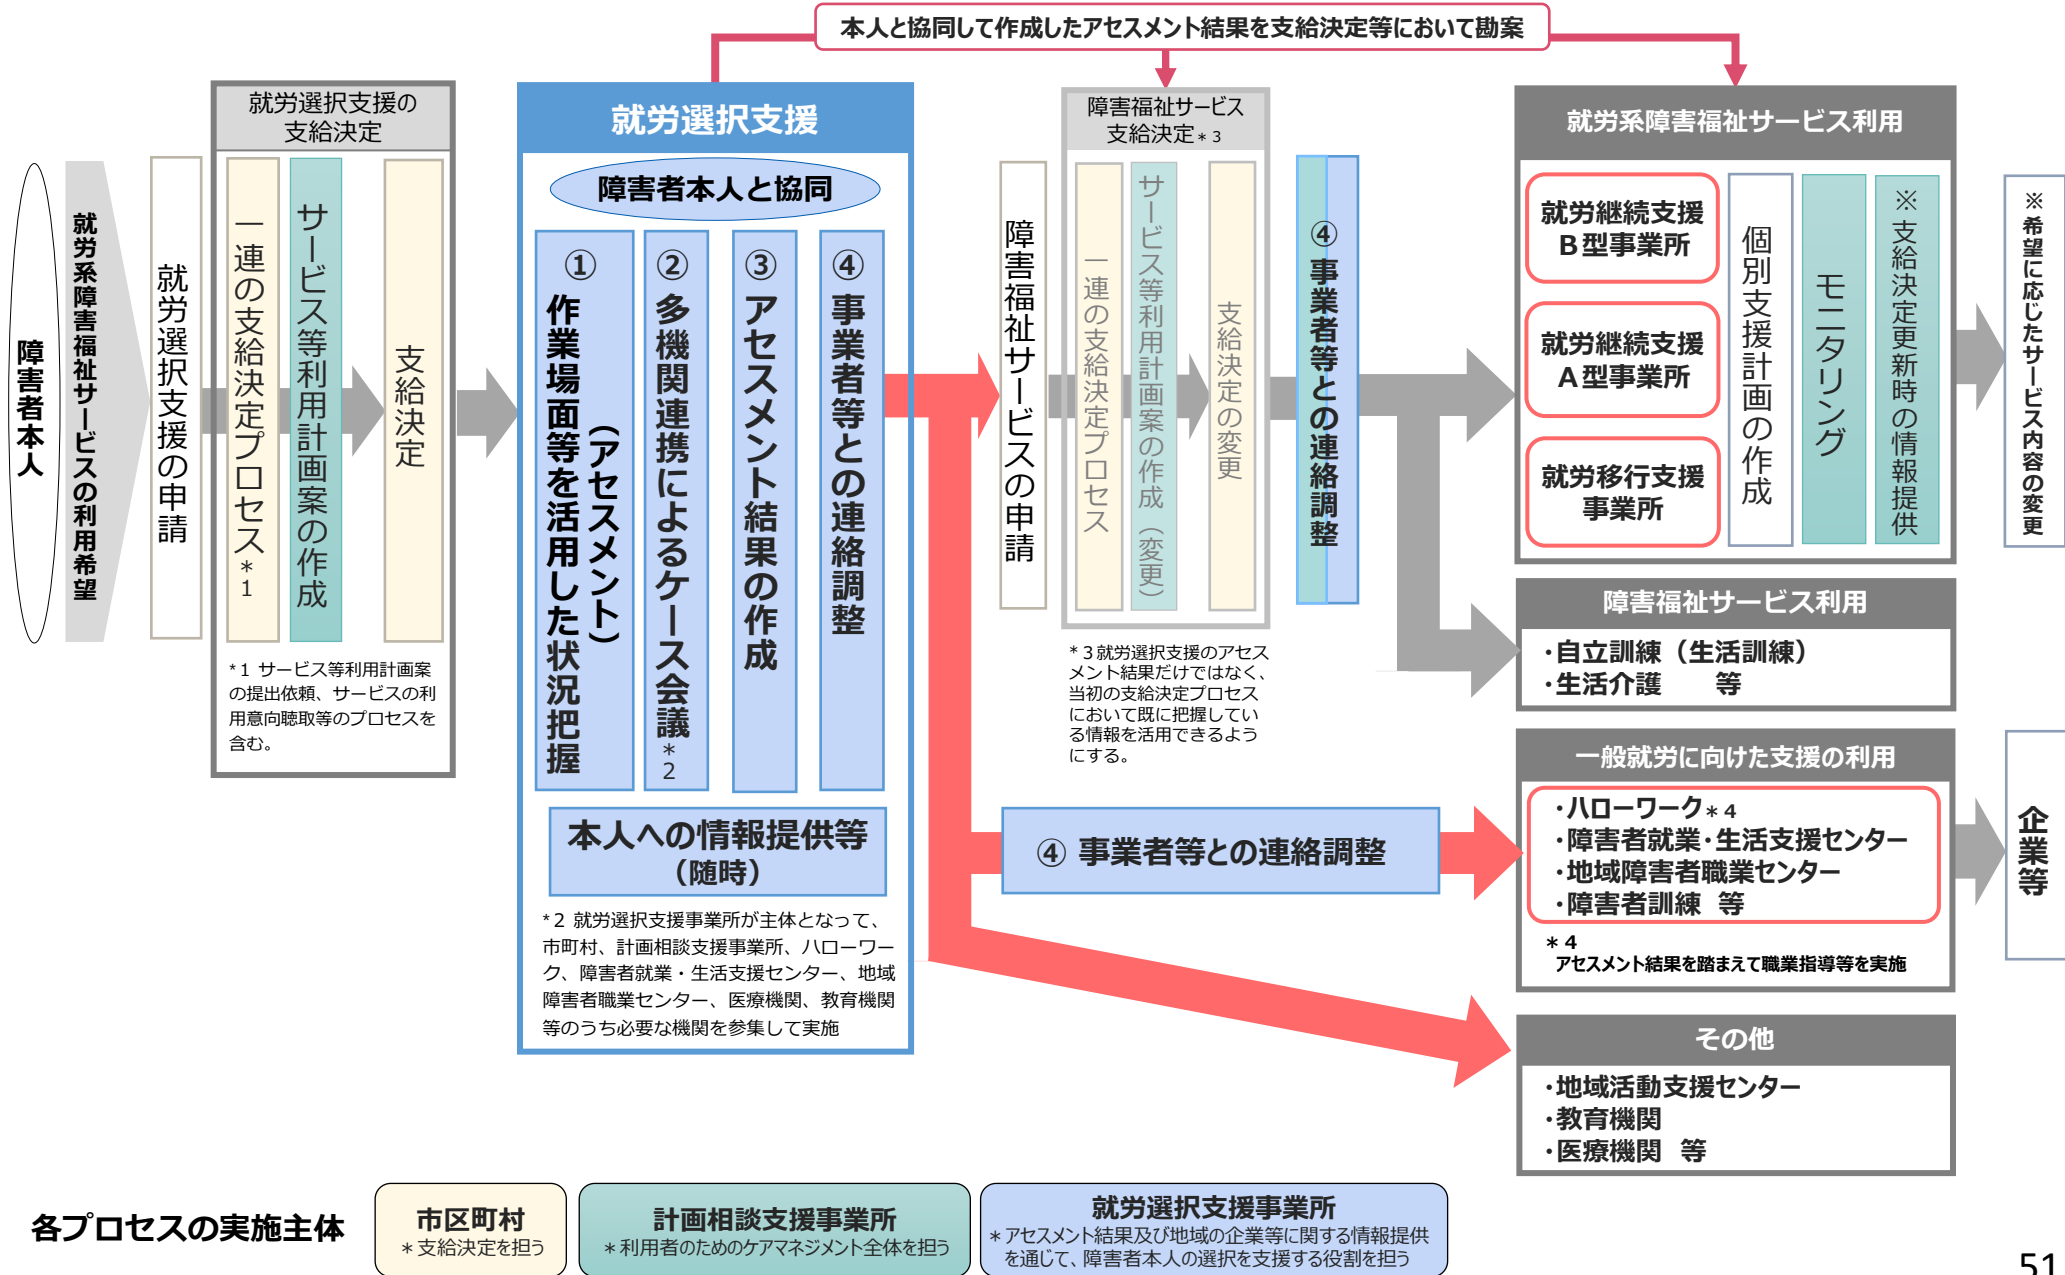 本人と協同して作成したアセスメント結果を支給決定等において勘案
障害者本人
就労系障害福祉サービスの利用希望
就労選択支援の申請
就労選択支援の
支給決定
一連の支給決定プロセス*1
サービス等利用計画案の作成
支給決定
*1 サービス等利用計画案
の提出依頼、サービスの利
用意向聴取等のプロセスを
含む。
就労選択支援
障害者本人と協同
①
作業場面等を活用した状況把握
（アセスメント）
②
多機関連携によるケース会議*2
③
アセスメント結果の作成
④
事業者等との連絡調整
本人への情報提供等
（随時）
*2 就労選択支援事業所が主体となって、
市町村、計画相談支援事業所、ハローワー
ク、障害者就業・生活支援センター、地域
障害者職業センター、医療機関、教育機関
等のうち必要な機関を参集して実施
障害福祉サービスの申請
障害福祉サービス
支給決定*3
一連の支給決定プロセス
サービス等利用計画案の作成（変更）
支給決定の変更
*3就労選択支援のアセス
メント結果だけではなく、
当初の支給決定プロセス
において既に把握してい
る情報を活用できるよう
にする。
④事業者等との連絡調整
④ 事業者等との連絡調整
就労系障害福祉サービス利用
就労継続支援
B型事業所
就労継続支援
A型事業所
就労移行支援
事業所
個別支援計画の作成
モニタリング
※支給決定更新時の情報提供
※希望に応じたサービス内容の変更
障害福祉サービス利用
・自立訓練（生活訓練）
・生活介護　　等
一般就労に向けた支援の利用
・ハローワーク*4
・障害者就業・生活支援センター
・地域障害者職業センター
・障害者訓練　等
*4
アセスメント結果を踏まえて職業指導等を実施
企業等
その他
・地域活動支援センター
・教育機関
・医療機関　等
各プロセスの実施主体
市区町村
*支給決定を担う
計画相談支援事業所
*利用者のためのケアマネジメント全体を担う
就労選択支援事業所
*アセスメント結果及び地域の企業等に関する情報提供
を通じて、障害者本人の選択を支援する役割を担う
51